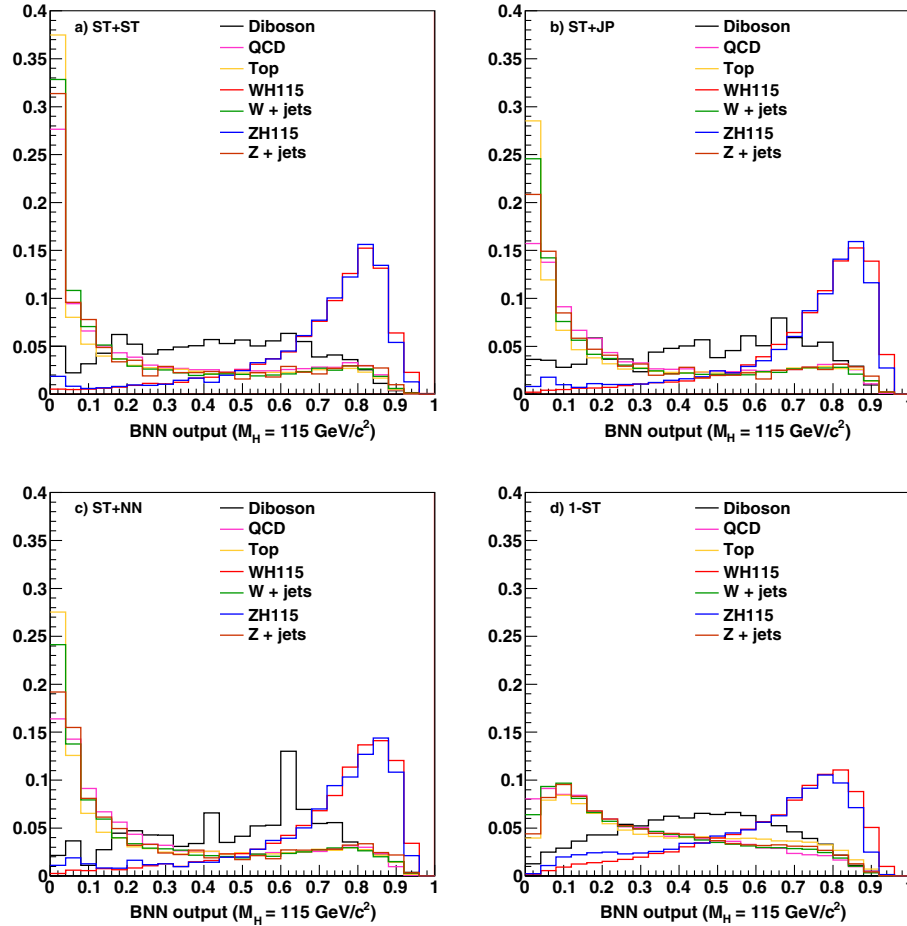 a) ST+ST
Diboson
QCD
Top
WH115
W + jets
ZH115
Z + jets
0.4
0.35
0.3
0.25
0.2
0.15
0.1
0.05
0
0 0.1 0.2 0.3 0.4 0.5 0.6 0.7 0.8 0.9 1
BNN output (M_H = 115 GeV/c²)
b) ST+JP
Diboson
QCD
Top
WH115
W + jets
ZH115
Z + jets
0.4
0.35
0.3
0.25
0.2
0.15
0.1
0.05
0
0 0.1 0.2 0.3 0.4 0.5 0.6 0.7 0.8 0.9 1
BNN output (M_H = 115 GeV/c²)
c) ST+NN
Diboson
QCD
Top
WH115
W + jets
ZH115
Z + jets
0.4
0.35
0.3
0.25
0.2
0.15
0.1
0.05
0
0 0.1 0.2 0.3 0.4 0.5 0.6 0.7 0.8 0.9 1
BNN output (M_H = 115 GeV/c²)
d) 1-ST
Diboson
QCD
Top
WH115
W + jets
ZH115
Z + jets
0.4
0.35
0.3
0.25
0.2
0.15
0.1
0.05
0
0 0.1 0.2 0.3 0.4 0.5 0.6 0.7 0.8 0.9 1
BNN output (M_H = 115 GeV/c²)